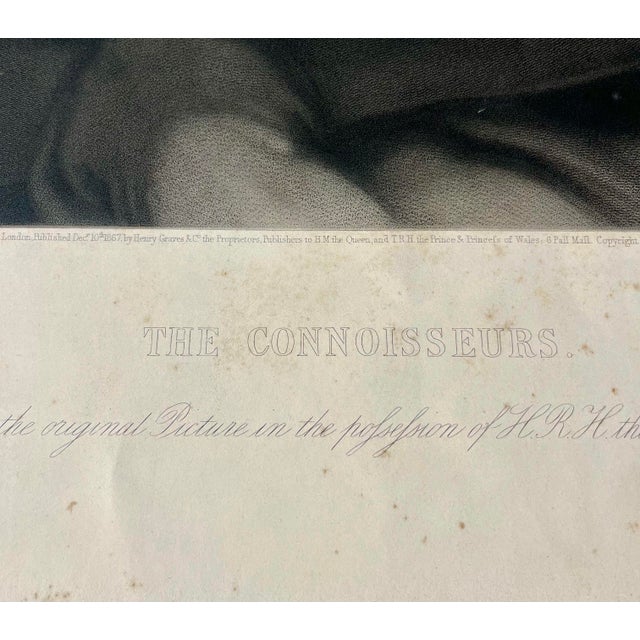 London, Published Decr. 10th 1867, by Henry Graves & Co. the Proprietors, Publishers to H.M. the Queen, and T.R.H. the Prince & Princeſs of Wales; 6 Pall Mall. Copyright
THE CONNOISSEURS.
the original Picture in the poſseſsion of H.R.H. the